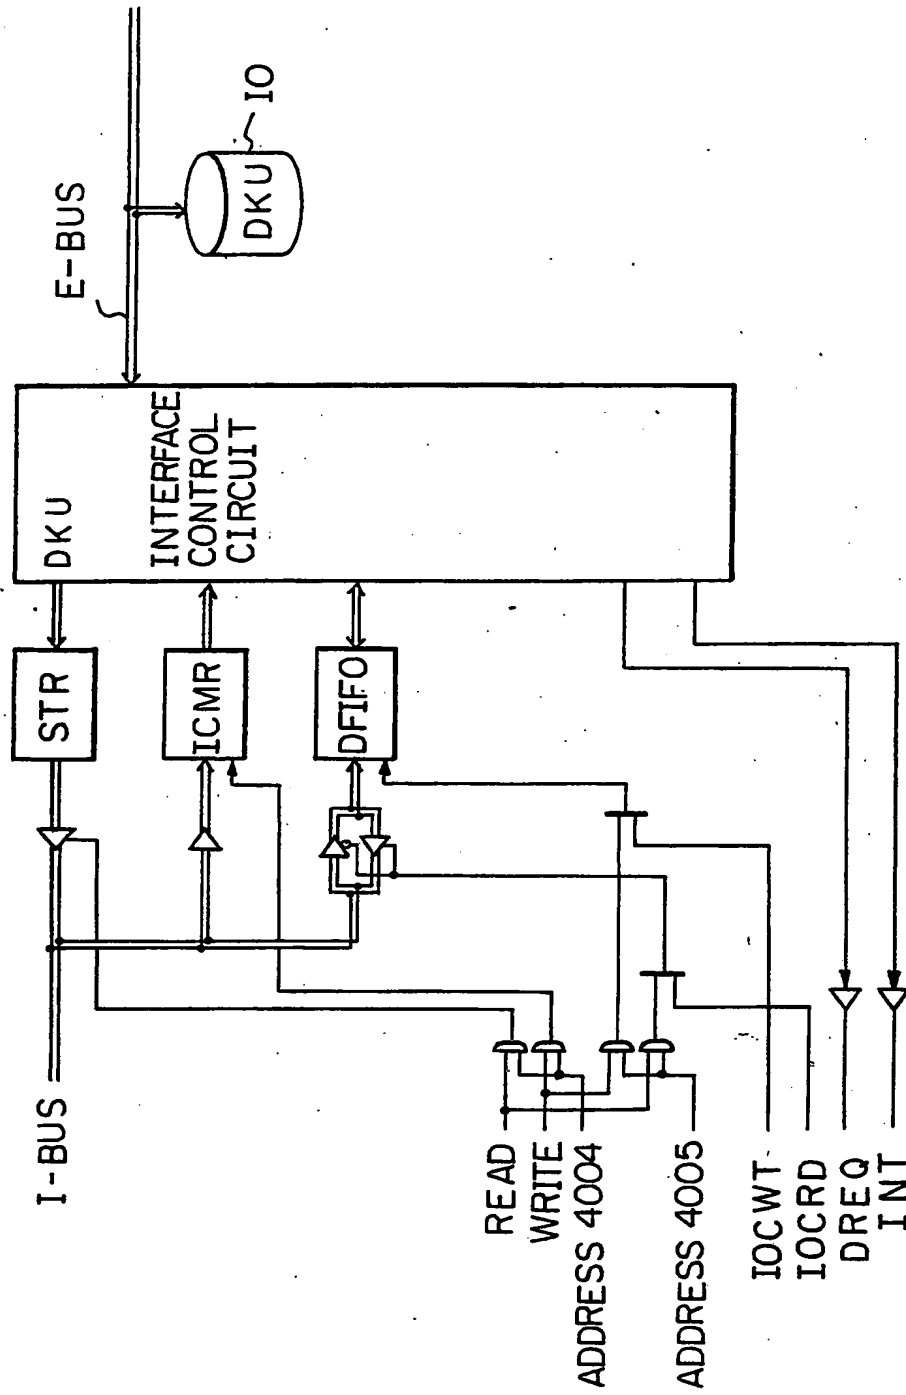 I-BUS
STR
DKU
E-BUS
ICMR
INTERFACE
CONTROL
CIRCUIT
DKU
10
DFIFO
READ
WRITE
ADDRESS 4004
ADDRESS 4005
IOCWT
IOCRD
DREQ
INT